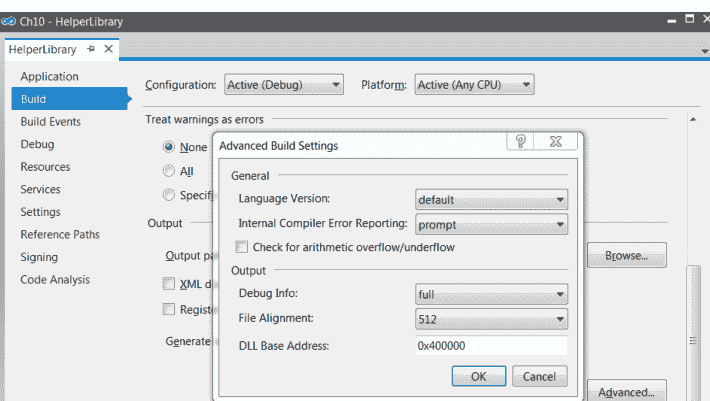 Ch10 - HelperLibrary
HelperLibrary
Application
Configuration: Active (Debug) Platform: Active (Any CPU)
Build
Build Events
Treat warnings as errors
Debug
None
Advanced Build Settings
Resources
All
General
Services
Language Version: default
Settings
Internal Compiler Error Reporting: prompt
Reference Paths
Output
Check for arithmetic overflow/underflow
Signing
Output
Browse...
Output
Code Analysis
XML
Debug Info: full
File Alignment: 512
Generate
DLL Base Address: 0x400000
OK Cancel
Advanced...